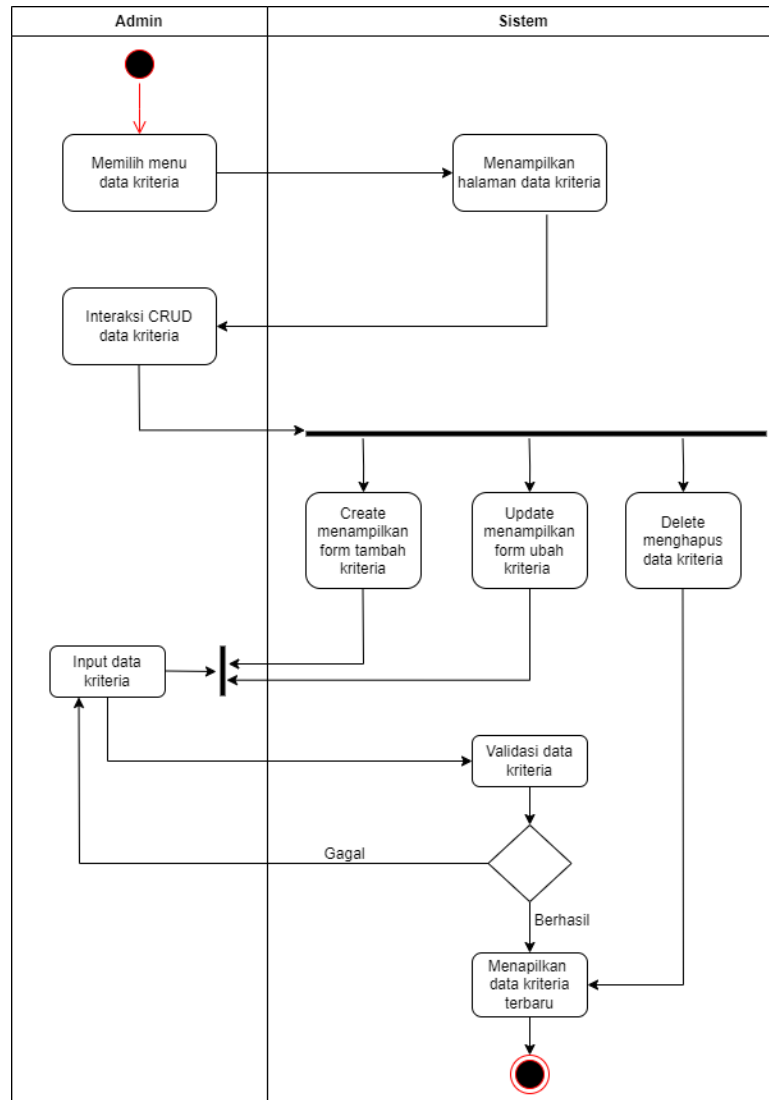 Admin
Sistem
Memilih menu
data kriteria
Menampilkan
halaman data kriteria
Interaksi CRUD
data kriteria
Create
menampilkan
form tambah
kriteria
Update
menampilkan
form ubah
kriteria
Delete
menghapus
data kriteria
Input data
kriteria
Validasi data
kriteria
Gagal
Berhasil
Menapilkan
data kriteria
terbaru